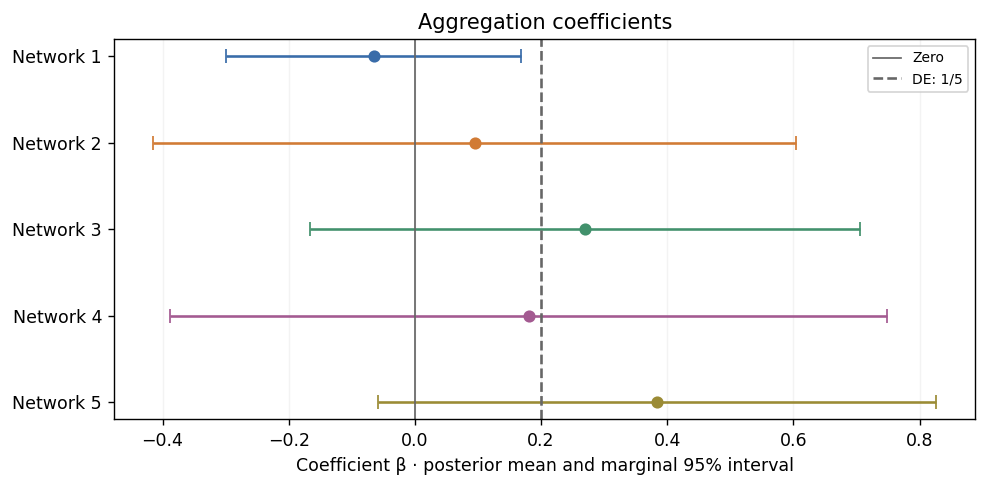 Aggregation coefficients
Zero
DE: 1/5
Network 1
Network 2
Network 3
Network 4
Network 5
−0.4 −0.2 0.0 0.2 0.4 0.6 0.8
Coefficient β · posterior mean and marginal 95% interval